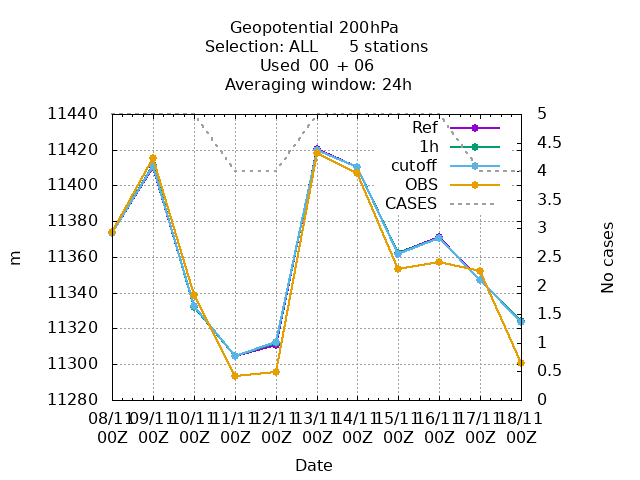 Geopotential 200hPa
Selection: ALL 5 stations
Used 00 + 06
Averaging window: 24h
11440
11420
11400
11380
11360
11340
11320
11300
11280
m
Ref
1h
cutoff
OBS
CASES
5
4.5
4
3.5
3
2.5
2
1.5
1
0.5
0
No cases
08/11 09/11 10/11 11/11 12/11 13/11 14/11 15/11 16/11 17/11 18/11
00Z 00Z 00Z 00Z 00Z 00Z 00Z 00Z 00Z 00Z 00Z
Date